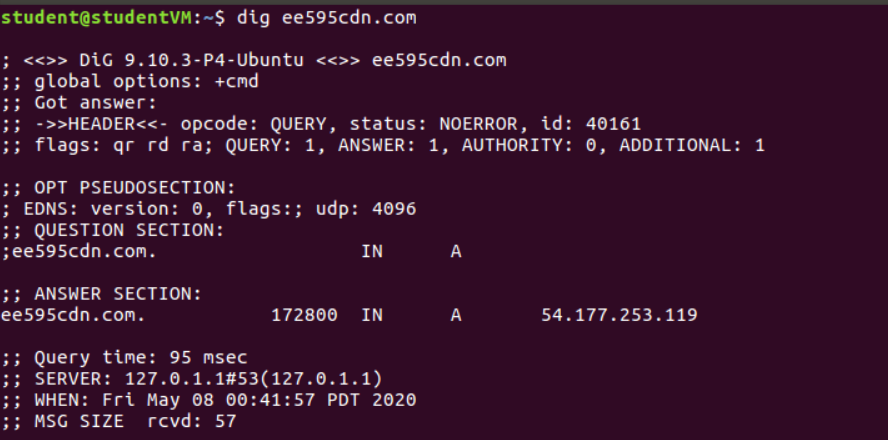 student@studentVM:~$ dig ee595cdn.com
; <<>> DiG 9.10.3-P4-Ubuntu <<>> ee595cdn.com
;; global options: +cmd
;; Got answer:
;; ->>HEADER<<- opcode: QUERY, status: NOERROR, id: 40161
;; flags: qr rd ra; QUERY: 1, ANSWER: 1, AUTHORITY: 0, ADDITIONAL: 1
;; OPT PSEUDOSECTION:
; EDNS: version: 0, flags:; udp: 4096
;; QUESTION SECTION:
;ee595cdn.com. IN A
;; ANSWER SECTION:
ee595cdn.com. 172800 IN A 54.177.253.119
;; Query time: 95 msec
;; SERVER: 127.0.1.1#53(127.0.1.1)
;; WHEN: Fri May 08 00:41:57 PDT 2020
;; MSG SIZE rcvd: 57